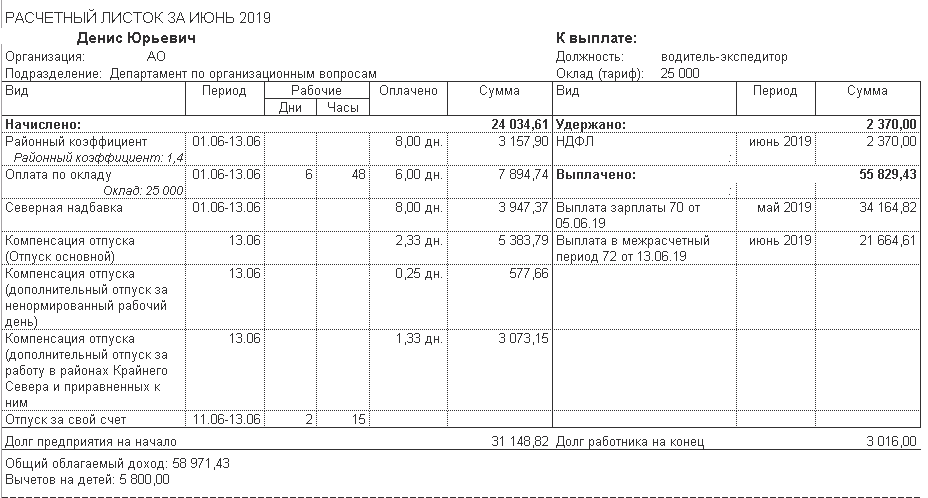 РАСЧЕТНЫЙ ЛИСТОК ЗА ИЮНЬ 2019
Денис Юрьевич К выплате:
Организация: АО Должность: водитель-экспедитор
Подразделение: Департамент по организационным вопросам Оклад (тариф): 25 000
Вид Период Рабочие Оплачено Сумма Вид Период Сумма
Дни Часы
Начислено: 24 034,61 Удержано: 2 370,00
Районный коэффициент 01.06-13.06 8,00 дн. 3 157,90 НДФЛ июнь 2019 2 370,00
Районный коэффициент: 1,4 :
Оплата по окладу 01.06-13.06 6 48 6,00 дн. 7 894,74 Выплачено: 55 829,43
Оклад: 25 000 :
Северная надбавка 01.06-13.06 8,00 дн. 3 947,37 Выплата зарплаты 70 от май 2019 34 164,82
05.06.19
Компенсация отпуска 13.06 2,33 дн. 5 383,79 Выплата в межрасчетный июнь 2019 21 664,61
(Отпуск основной) период 72 от 13.06.19
Компенсация отпуска 13.06 0,25 дн. 577,66
(дополнительный отпуск за
ненормированный рабочий
день)
Компенсация отпуска 13.06 1,33 дн. 3 073,15
(дополнительный отпуск за
работу в районах Крайнего
Севера и приравненных к
ним
Отпуск за свой счет 11.06-13.06 2 15
Долг предприятия на начало 31 148,82 Долг работника на конец 3 016,00
Общий облагаемый доход: 58 971,43
Вычетов на детей: 5 800,00